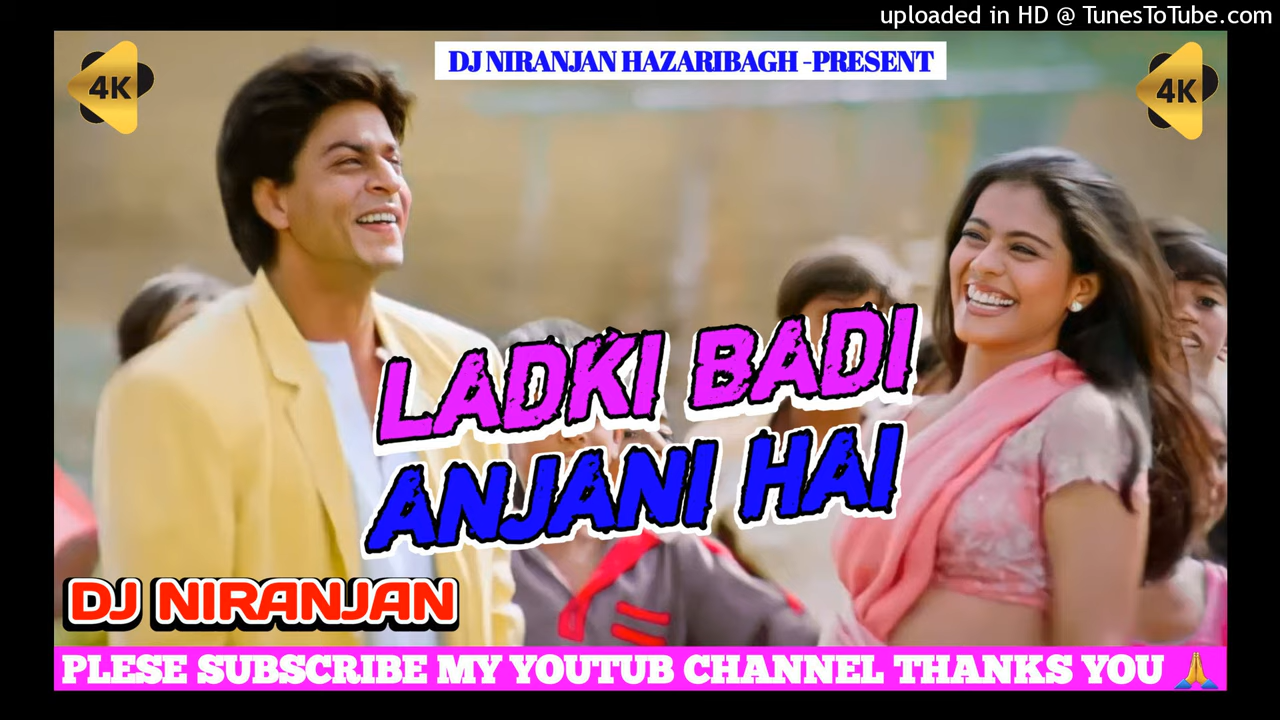 uploaded in HD @ TunesToTube.com
DJ NIRANJAN HAZARIBAGH -PRESENT
4K
4K
LADKI BADI
ANJANI HAI
DJ NIRANJAN
PLESE SUBSCRIBE MY YOUTUB CHANNEL THANKS YOU 🙏